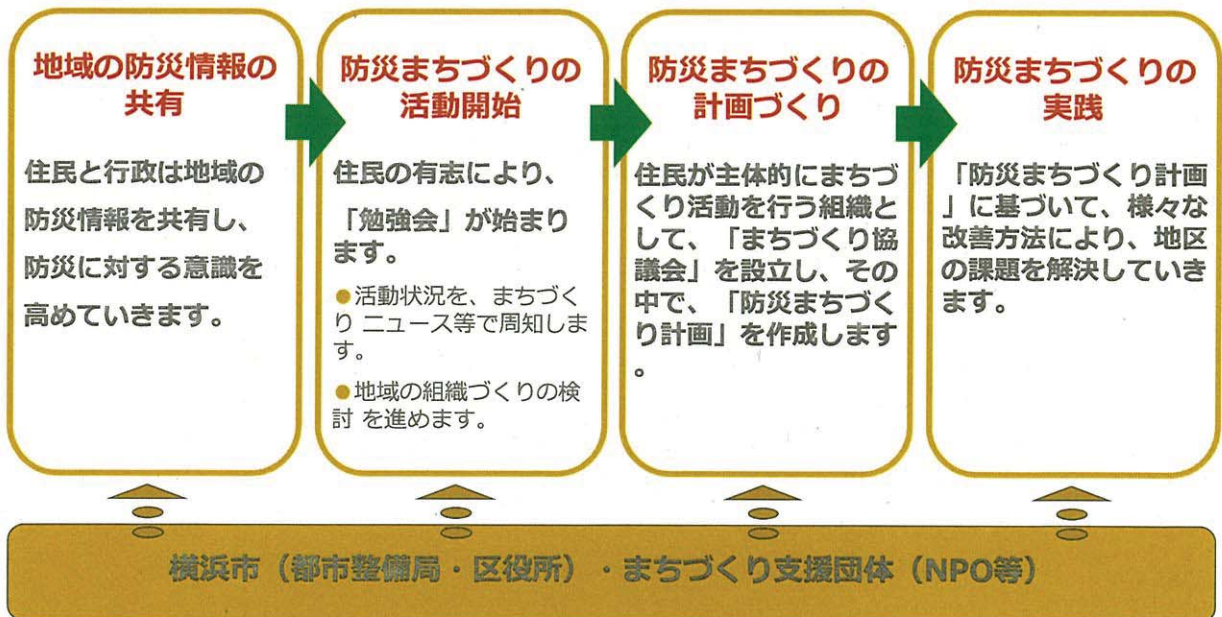 地域の防災情報の
共有
住民と行政は地域の
防災情報を共有し、
防災に対する意識を
高めていきます。
防災まちづくりの
活動開始
住民の有志により、
「勉強会」が始まり
ます。
●活動状況を、まちづく
り ニュース等で周知しま
す。
●地域の組織づくりの検
討 を進めます。
防災まちづくりの
計画づくり
住民が主体的にまちづ
くり活動を行う組織と
して、「まちづくり協
議会」を設立し、その
中で、「防災まちづく
り計画」を作成します
。
防災まちづくりの
実践
「防災まちづくり計画
」に基づいて、様々な
改善方法により、地区
の課題を解決していき
ます。
横浜市（都市整備局・区役所）・まちづくり支援団体（NPO等）